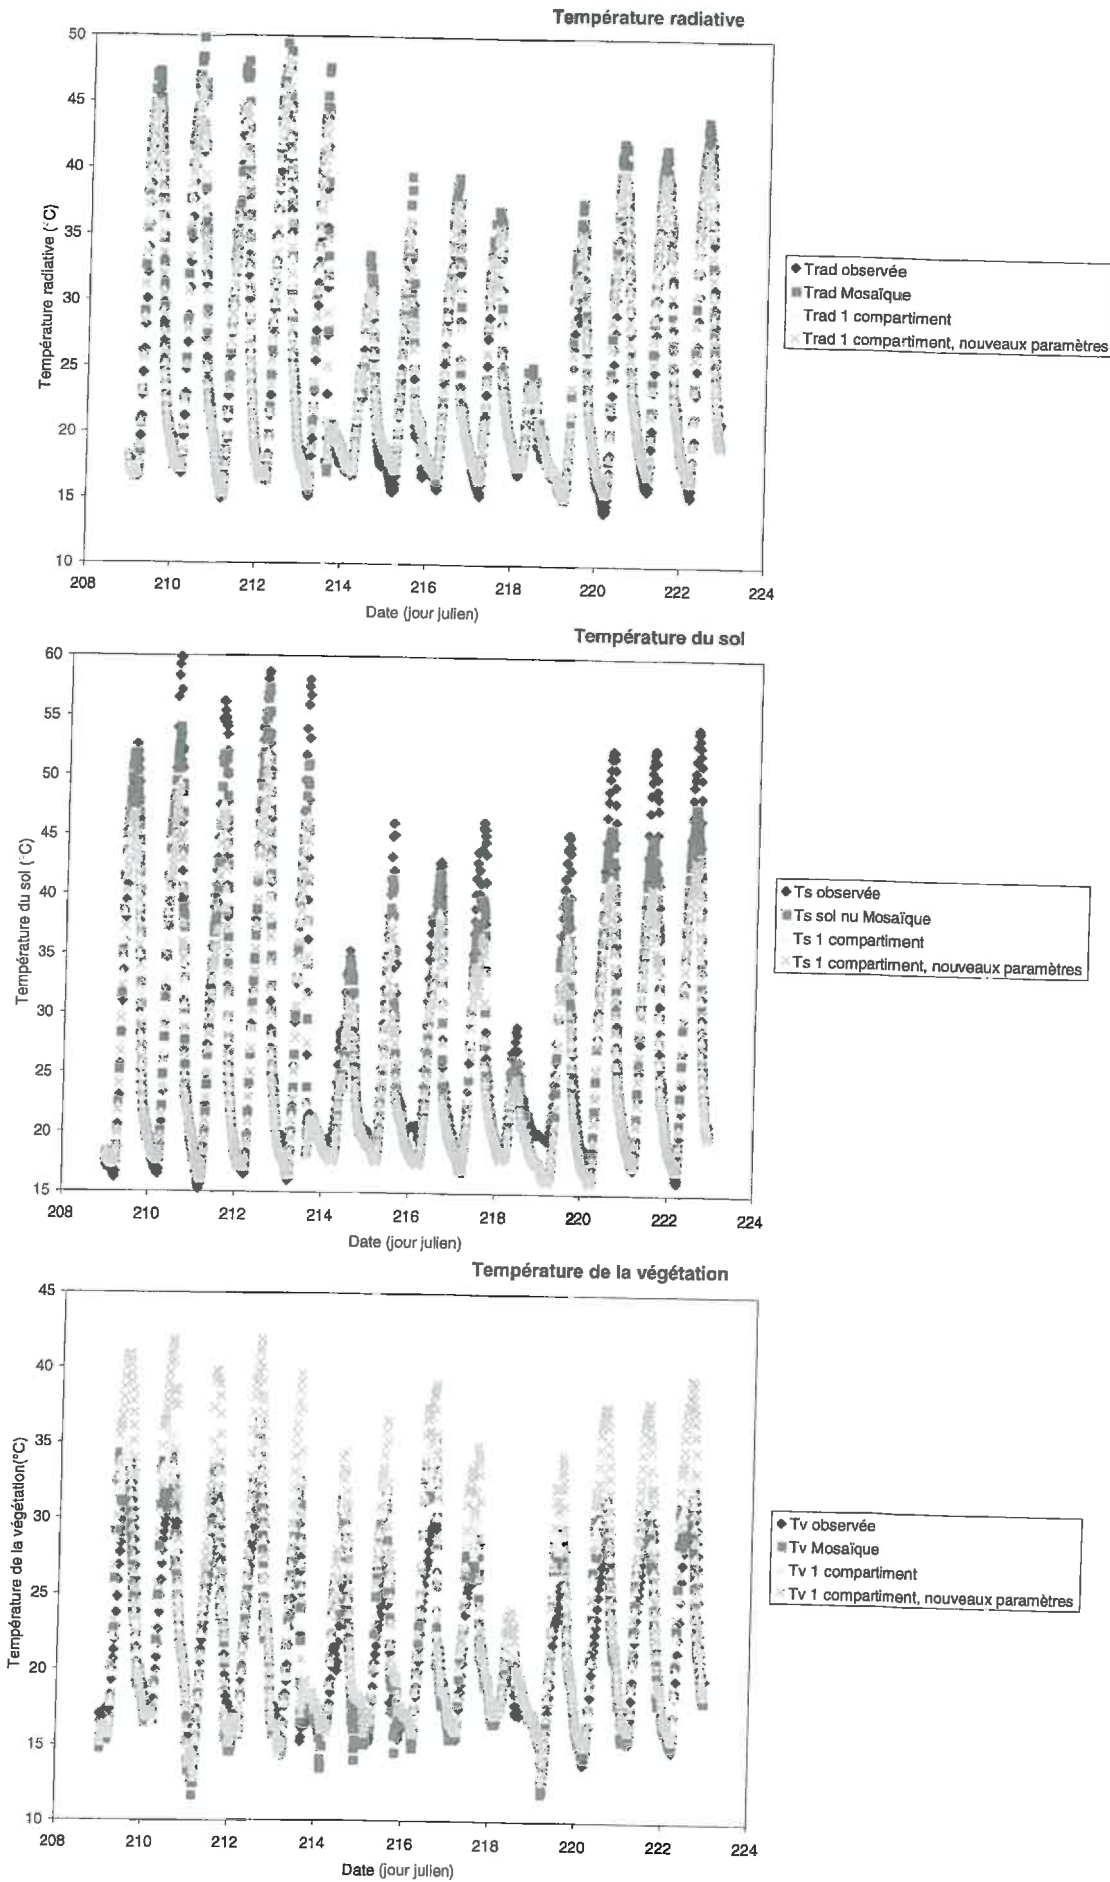 Température radiative
50
45
40
35
30
25
20
15
10
Température radiative (°C)
208 210 212 214 216 218 220 222 224
Date (jour julien)
Trad observée
Trad Mosaïque
Trad 1 compartiment
Trad 1 compartiment, nouveaux paramètres
Température du sol
60
55
50
45
40
35
30
25
20
15
Température du sol (°C)
208 210 212 214 216 218 220 222 224
Date (jour julien)
Ts observée
Ts sol nu Mosaïque
Ts 1 compartiment
Ts 1 compartiment, nouveaux paramètres
Température de la végétation
45
40
35
30
25
20
15
10
Température de la végétation(°C)
208 210 212 214 216 218 220 222 224
Date (jour julien)
Tv observée
Tv Mosaïque
Tv 1 compartiment
Tv 1 compartiment, nouveaux paramètres